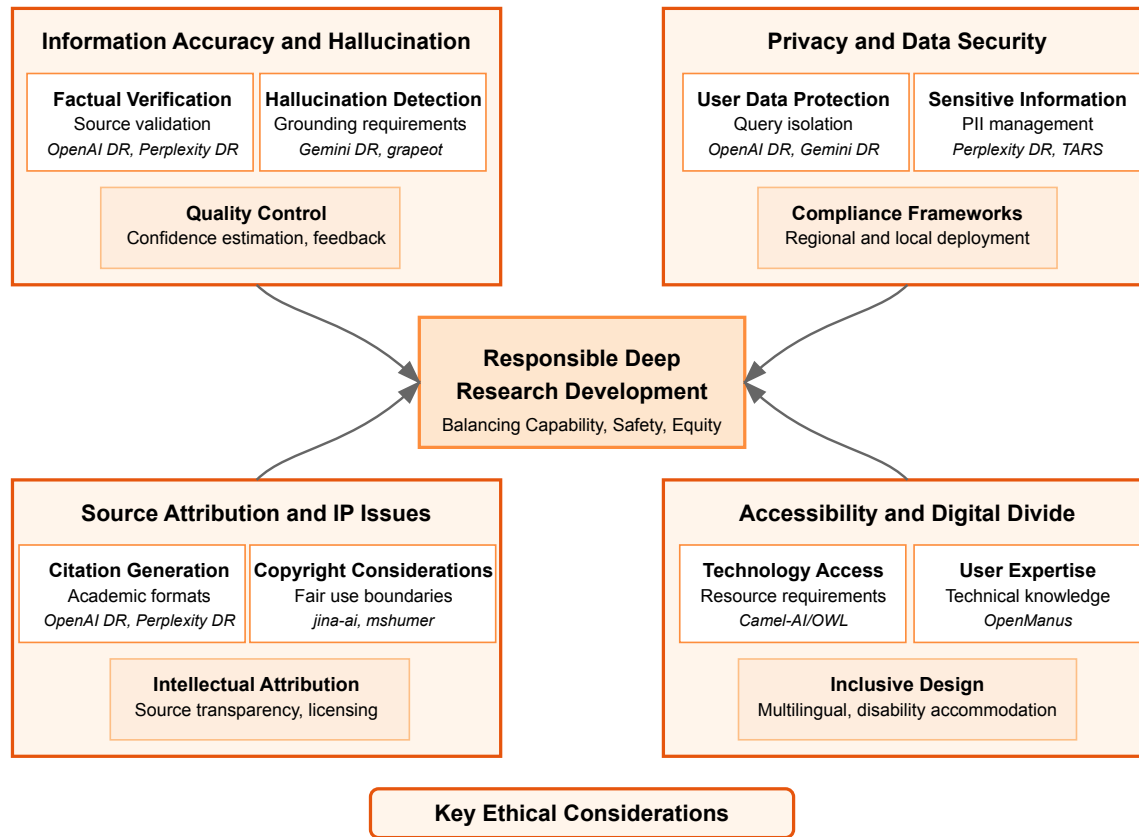 Information Accuracy and Hallucination
Factual Verification
Source validation
OpenAI DR, Perplexity DR
Hallucination Detection
Grounding requirements
Gemini DR, grapeot
Quality Control
Confidence estimation, feedback
Privacy and Data Security
User Data Protection
Query isolation
OpenAI DR, Gemini DR
Sensitive Information
PII management
Perplexity DR, TARS
Compliance Frameworks
Regional and local deployment
Responsible Deep
Research Development
Balancing Capability, Safety, Equity
Source Attribution and IP Issues
Citation Generation
Academic formats
OpenAI DR, Perplexity DR
Copyright Considerations
Fair use boundaries
jina-ai, mshumer
Intellectual Attribution
Source transparency, licensing
Accessibility and Digital Divide
Technology Access
Resource requirements
Camel-AI/OWL
User Expertise
Technical knowledge
OpenManus
Inclusive Design
Multilingual, disability accommodation
Key Ethical Considerations